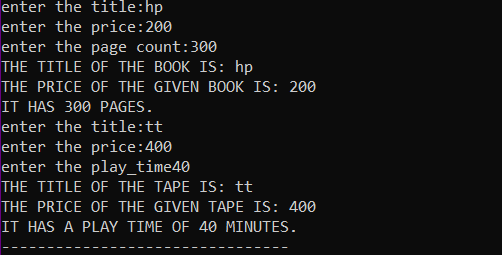 enter the title:hp
enter the price:200
enter the page count:300
THE TITLE OF THE BOOK IS: hp
THE PRICE OF THE GIVEN BOOK IS: 200
IT HAS 300 PAGES.
enter the title:tt
enter the price:400
enter the play_time40
THE TITLE OF THE TAPE IS: tt
THE PRICE OF THE GIVEN TAPE IS: 400
IT HAS A PLAY TIME OF 40 MINUTES.
--------------------------------